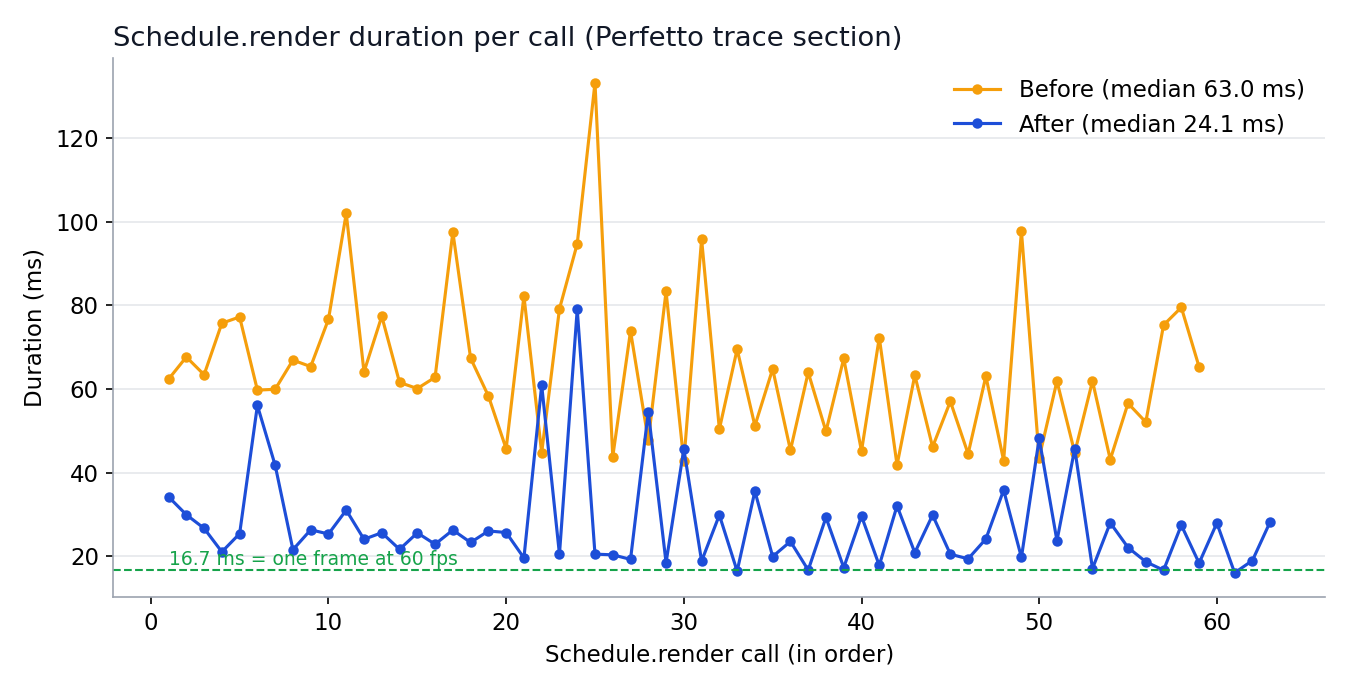 Schedule.render duration per call (Perfetto trace section)
Before (median 63.0 ms)
After (median 24.1 ms)
Duration (ms)
120
100
80
60
40
20
16.7 ms = one frame at 60 fps
0 10 20 30 40 50 60
Schedule.render call (in order)